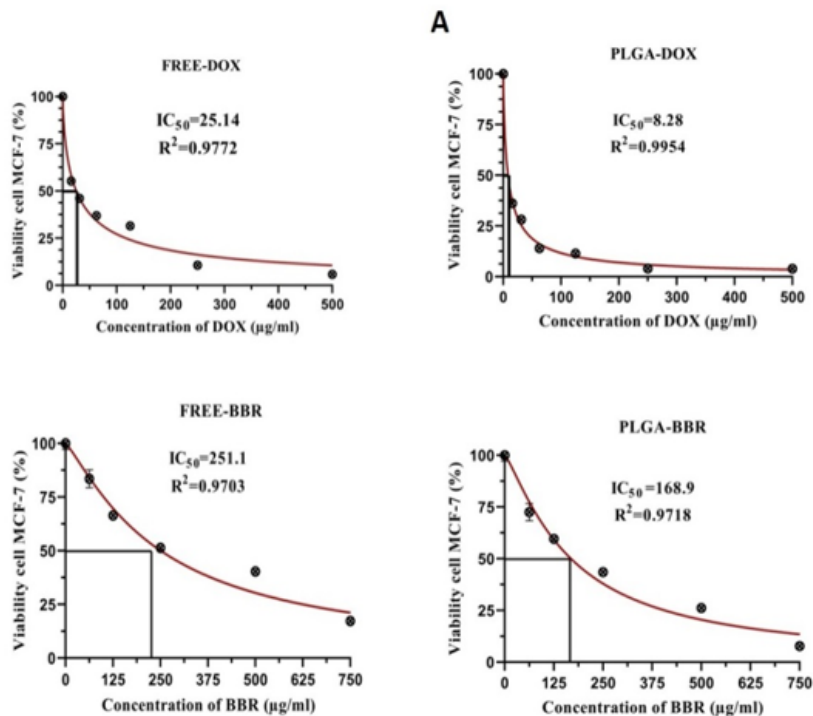 A
FREE-DOX
IC50=25.14
R²=0.9772
Viability cell MCF-7 (%)
100
75
50
25
0
0 100 200 300 400 500
Concentration of DOX (µg/ml)
PLGA-DOX
IC50=8.28
R²=0.9954
Viability cell MCF-7 (%)
100
75
50
25
0
0 100 200 300 400 500
Concentration of DOX (µg/ml)
FREE-BBR
IC50=251.1
R²=0.9703
Viability cell MCF-7 (%)
100
75
50
25
0
0 125 250 375 500 625 750
Concentration of BBR (µg/ml)
PLGA-BBR
IC50 =168.9
R²=0.9718
Viability cell MCF-7 (%)
100
75
50
25
0
0 125 250 375 500 625 750
Concentration of BBR (µg/ml)